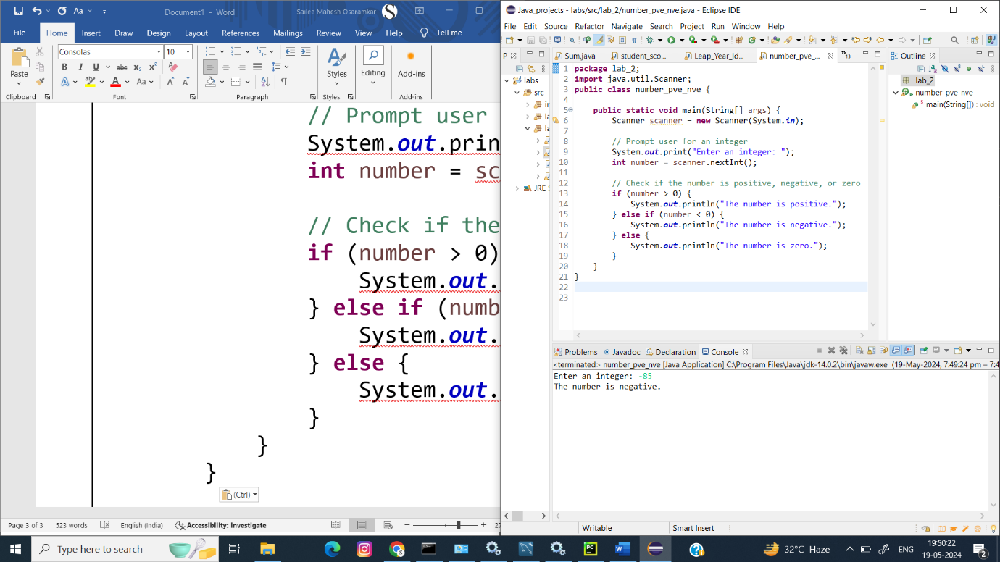 Document1 - Word
Sailee Mahesh Osaramkar
File Home Insert Draw Design Layout References Mailings Review View Help Tell me
Consolas 10
Paste
Styles
Editing
Add-ins
Clipboard Font Paragraph Styles Add-ins
// Prompt user
System.out.prin
int number = sc
// Check if the
if (number > 0)
System.out.
} else if (numb
System.out.
} else {
System.out.
}
}
}
(Ctrl)
Page 3 of 3 523 words English (India) Accessibility: Investigate
Java_projects - labs/src/lab_2/number_pve_nve.java - Eclipse IDE
File Edit Source Refactor Navigate Search Project Run Window Help
P
labs
src
JRE S
Sum.java student_sco... Leap_Year_Id... number_pve_... »13
1 package lab_2;
2 import java.util.Scanner;
3 public class number_pve_nve {
4
5 public static void main(String[] args) {
6 Scanner scanner = new Scanner(System.in);
7
8 // Prompt user for an integer
9 System.out.print("Enter an integer: ");
10 int number = scanner.nextInt();
11
12 // Check if the number is positive, negative, or zero
13 if (number > 0) {
14 System.out.println("The number is positive.");
15 } else if (number < 0) {
16 System.out.println("The number is negative.");
17 } else {
18 System.out.println("The number is zero.");
19 }
20 }
21 }
22
23
Outline
lab_2
number_pve_nve
main(String[]) : void
Problems Javadoc Declaration Console
<terminated> number_pve_nve [Java Application] C:\Program Files\Java\jdk-14.0.2\bin\javaw.exe (19-May-2024, 7:49:24 pm – 7:4
Enter an integer: -85
The number is negative.
Writable Smart Insert
Type here to search
32°C Haze
ENG
19:50:22
19-05-2024
2